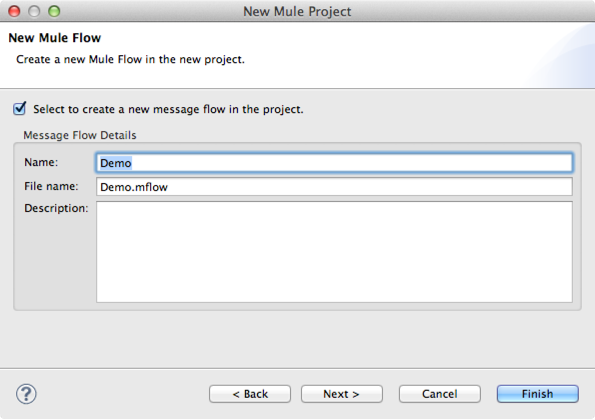 New Mule Project
New Mule Flow
Create a new Mule Flow in the new project.
Select to create a new message flow in the project.
Message Flow Details
Name: Demo
File name: Demo.mflow
Description:
? < Back Next > Cancel Finish